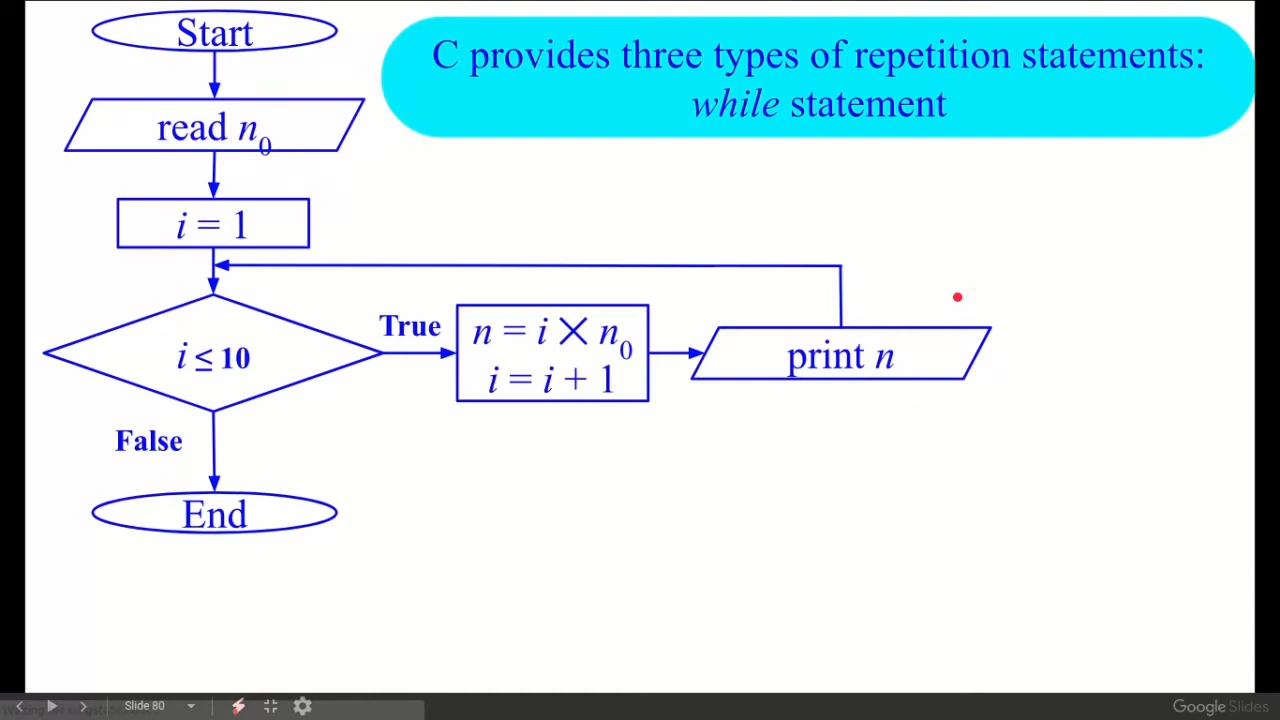 Start
C provides three types of repetition statements:
while statement
read n₀
i = 1
i ≤ 10
True
n = i × n₀
i = i + 1
print n
False
End
Slide 80
Google Slides